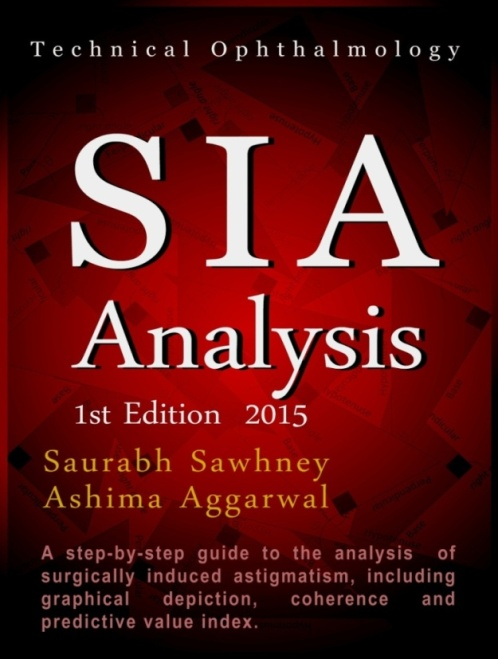 Technical Ophthalmology
SIA
Analysis
1st Edition 2015
Saurabh Sawhney
Ashima Aggarwal
A step-by-step guide to the analysis of
surgically induced astigmatism, including
graphical depiction, coherence and
predictive value index.